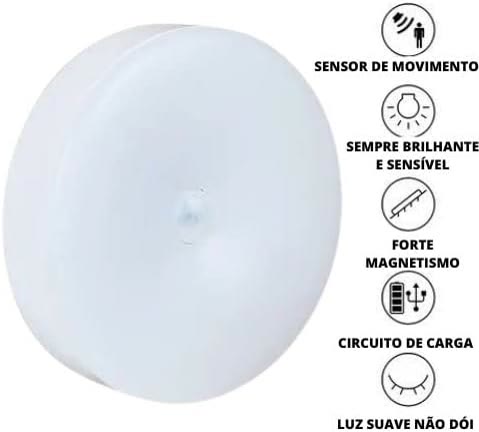 SENSOR DE MOVIMENTO
SEMPRE BRILHANTE
E SENSÍVEL
FORTE
MAGNETISMO
CIRCUITO DE CARGA
LUZ SUAVE NÃO DÓI